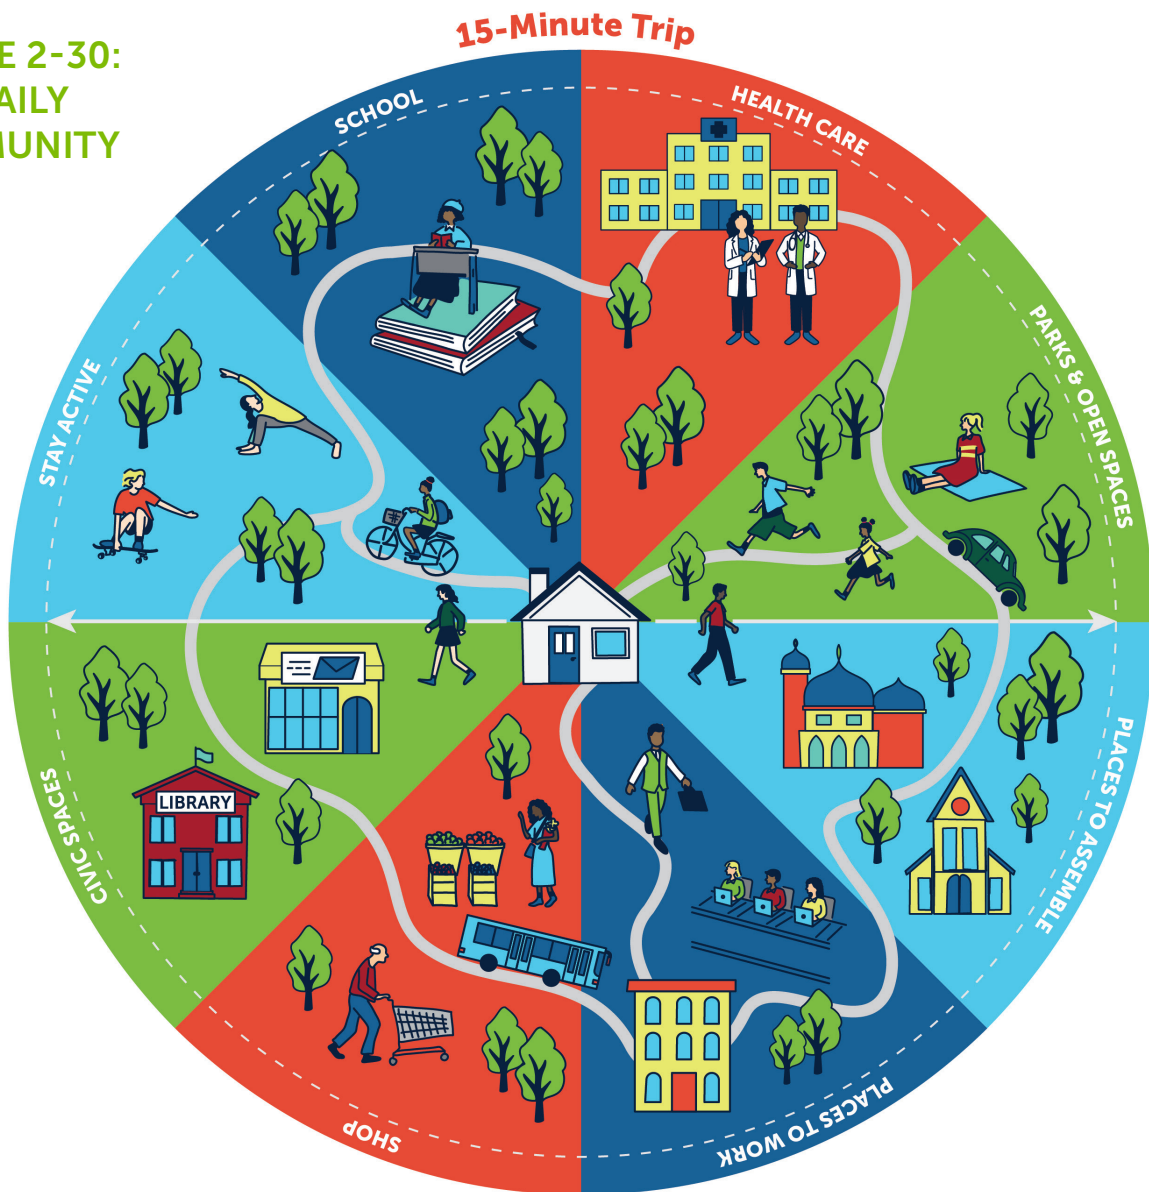 15-Minute Trip
E 2-30:
AILY
MUNITY
SCHOOL
HEALTH CARE
STAY ACTIVE
PARKS & OPEN SPACES
CIVIC SPACES
LIBRARY
PLACES TO ASSEMBLE
SHOP
PLACES TO WORK